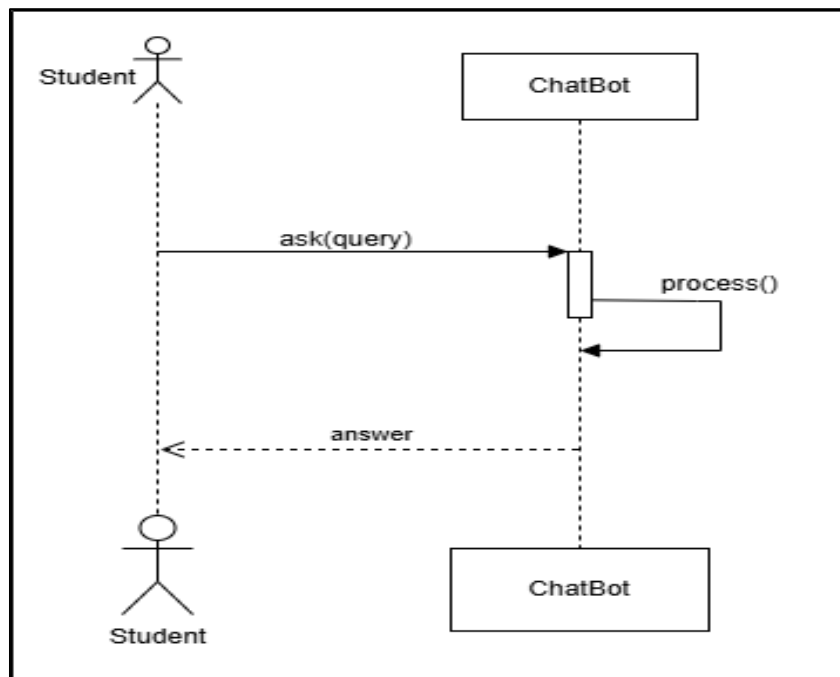 Student
ChatBot
ask(query)
process()
answer
ChatBot
Student